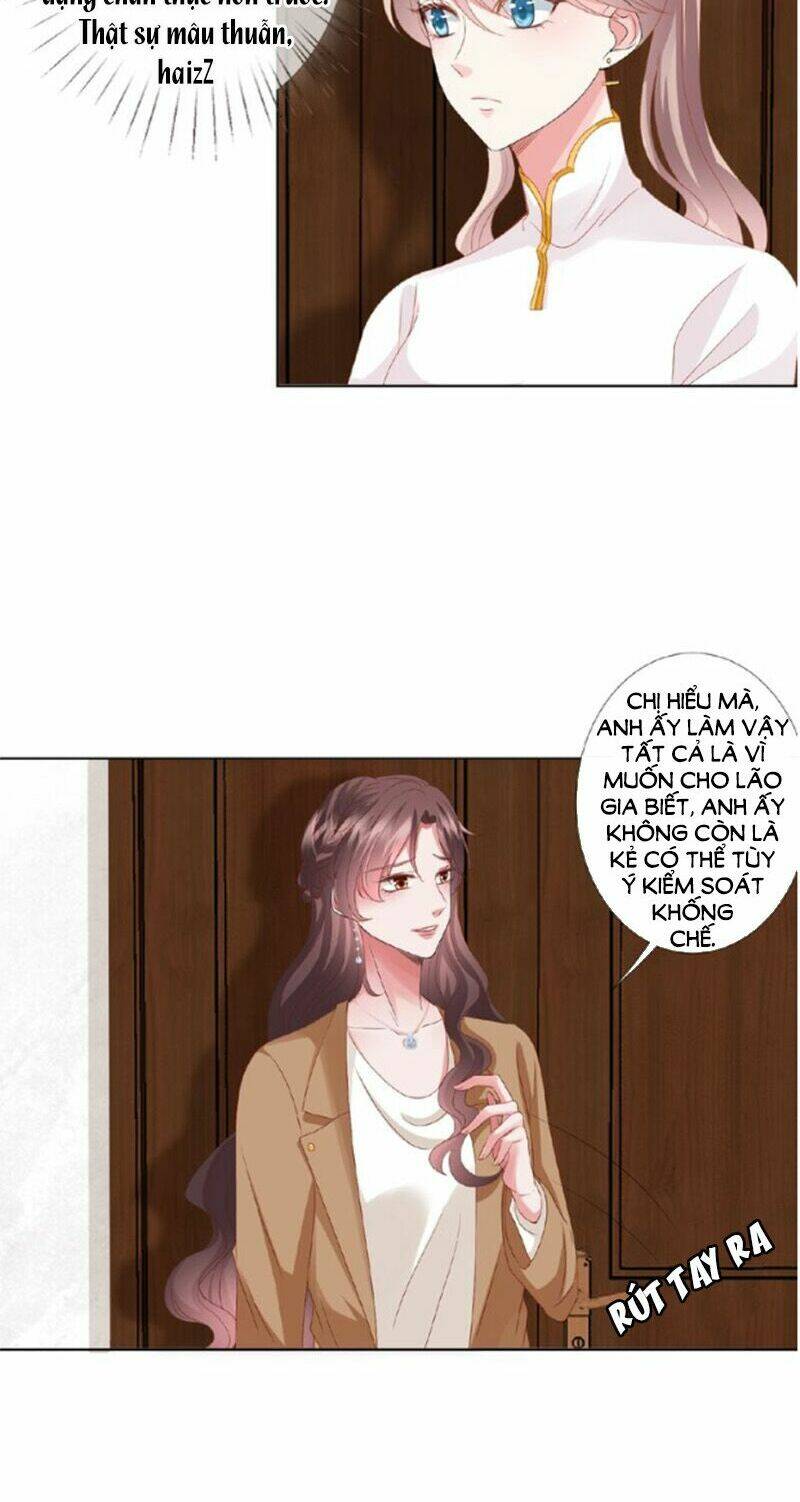 Thật sự mâu thuẫn,
haizZ
CHỊ HIỂU MÀ,
ANH ẤY LÀM VẬY
TẤT CẢ LÀ VÌ
MUỐN CHO LÃO
GIA BIẾT, ANH ẤY
KHÔNG CÒN LÀ
KẺ CÓ THỂ TÙY
Ý KIỂM SOÁT
KHỐNG
CHẾ.
RÚT TAY RA